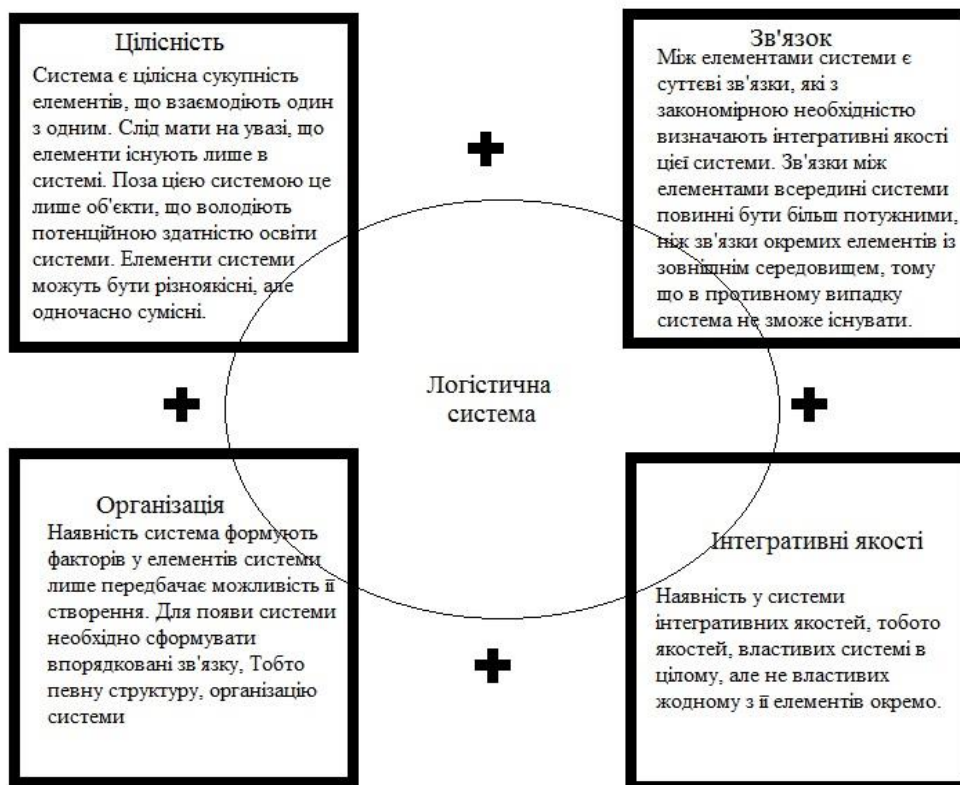 Цілісність
Система є цілісна сукупність
елементів, що взаємодіють один
з одним. Слід мати на увазі, що
елементи існують лише в
системі. Поза цією системою це
лише об'єкти, що володіють
потенційною здатністю освіти
системи. Елементи системи
можуть бути різноякісні, але
одночасно сумісні.
Зв'язок
Між елементами системи є
суттєві зв'язки, які з
закономірною необхідністю
визначають інтегративні якості
цієї системи. Зв'язки між
елементами всередині системи
повинні бути більш потужними,
ніж зв'язки окремих елементів із
зовнішнім середовищем, тому
що в противному випадку
система не зможе існувати.
Логістична
система
Організація
Наявність система формують
факторів у елементів системи
лише передбачає можливість її
створення. Для появи системи
необхідно сформувати
впорядковані зв'язку, Тобто
певну структуру, організацію
системи
Інтегративні якості
Наявність у системи
інтегративних якостей, тобото
якостей, властивих системі в
цілому, але не властивих
жодному з її елементів окремо.